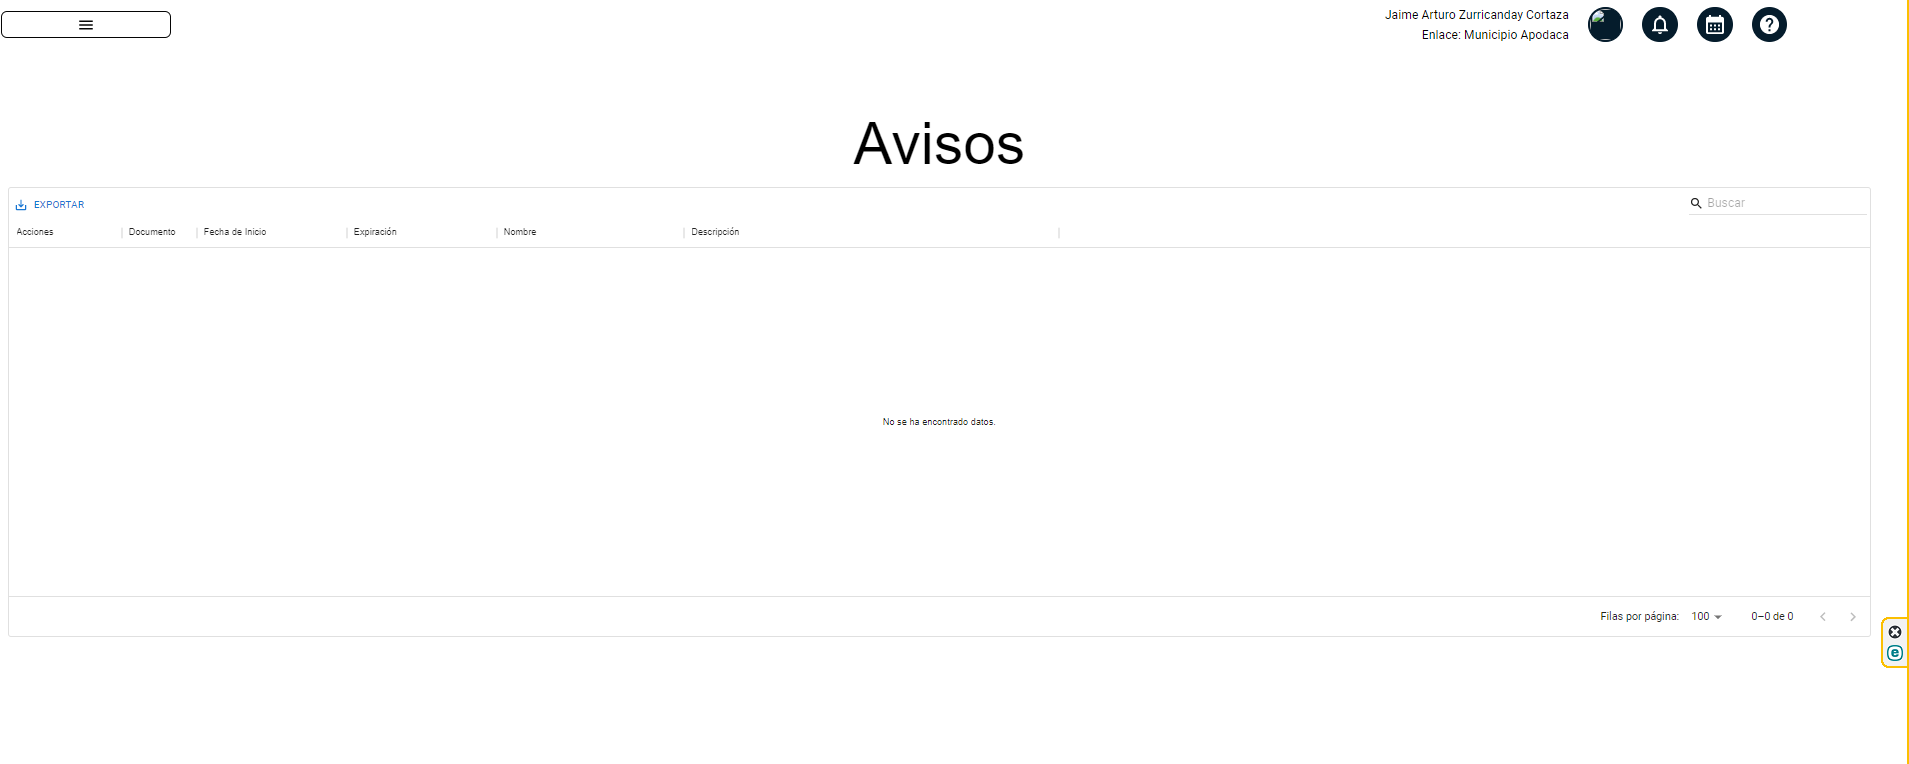 Jaime Arturo Zurricanday Cortaza
Enlace: Municipio Apodaca
Avisos
EXPORTAR
Buscar
Acciones Documento Fecha de Inicio Expiración Nombre Descripción
No se ha encontrado datos.
Filas por página: 100 0–0 de 0
e